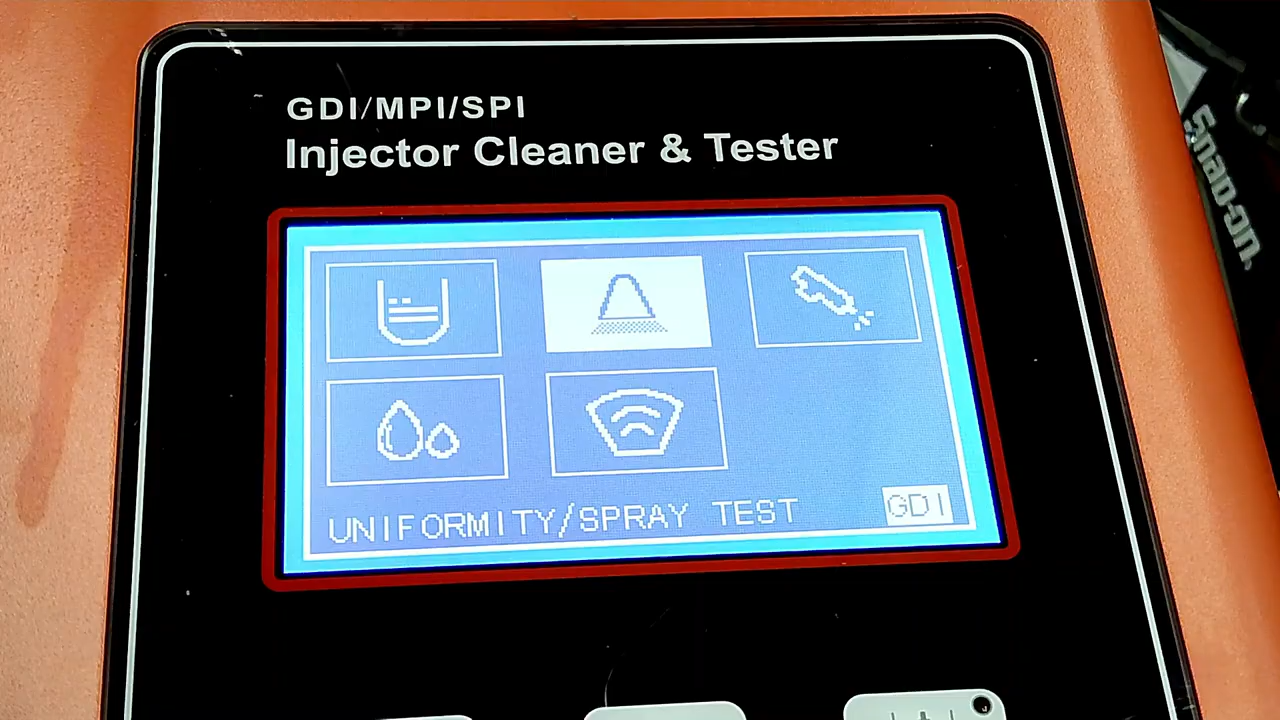 GDI/MPI/SPI
Injector Cleaner & Tester
Snap-on
UNIFORMITY/SPRAY TEST
GDI